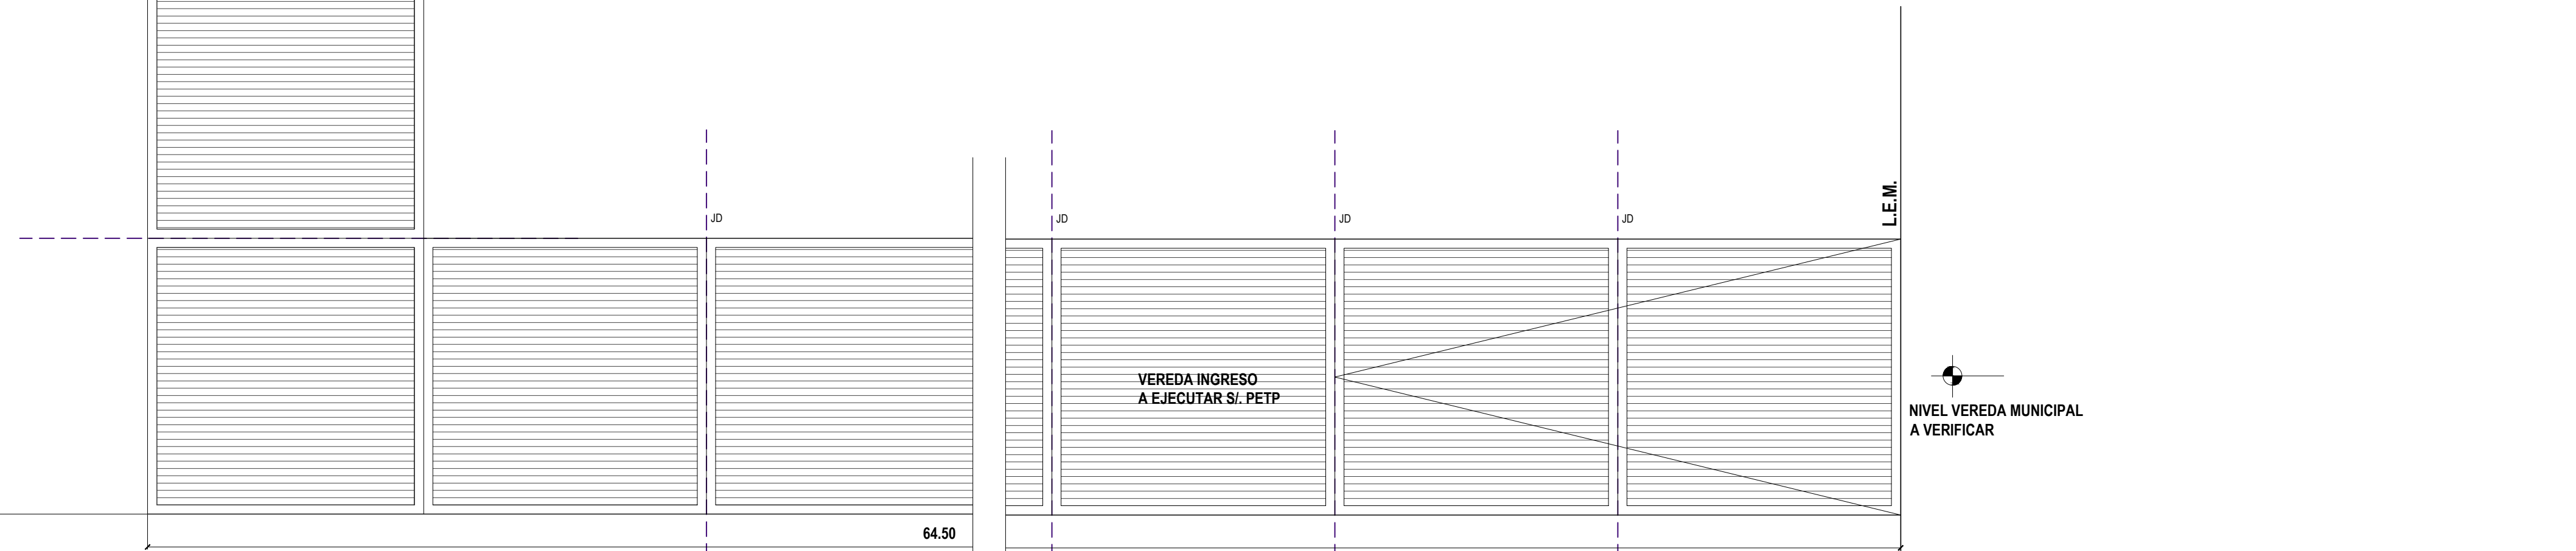 L.E.M.
JD
JD
JD
JD
VEREDA INGRESO
A EJECUTAR S/. PETP
NIVEL VEREDA MUNICIPAL
A VERIFICAR
64.50